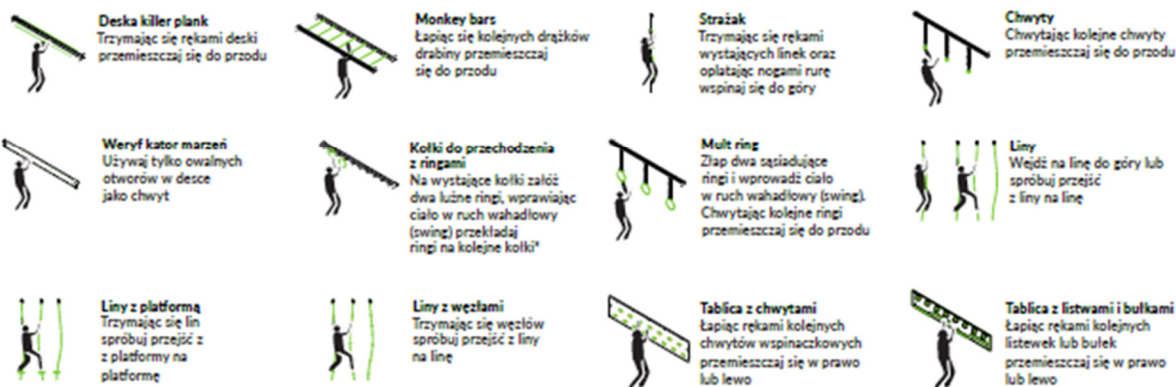 Deska killer plank
Trzymając się rękami deski
przemieszczaj się do przodu
Monkey bars
Łapiąc się kolejnych drążków
drabiny przemieszczaj
się do przodu
Strażak
Trzymając się rękami
wystających linek oraz
oplatając nogami rurę
wspinaj się do góry
Chwyty
Chwytając kolejne chwyty
przemieszczaj się do przodu
Weryf kator marzeń
Używaj tylko owalnych
otworów w desce
jako chwyt
Kołki do przechodzenia
z ringami
Na wystające kołki załóż
dwa luźne ringi, wprawiając
ciało w ruch wahadłowy
(swing) przekładaj
ringi na kolejne kołki*
Mult ring
Złap dwa sąsiadujące
ringi i wprowadź ciało
w ruch wahadłowy (swing).
Chwytając kolejne ringi
przemieszczaj się do przodu
Liny
Wejdź na linę do góry lub
spróbuj przejść
z liny na linę
Liny z platformą
Trzymając się lin
spróbuj przejść z
z platformy na
platformę
Liny z węzłami
Trzymając się węzłów
spróbuj przejść z liny
na linę
Tablica z chwytami
Łapiąc rękami kolejnych
chwytów wspinaczkowych
przemieszczaj się w prawo
lub lewo
Tablica z listwami i bułkami
Łapiąc rękami kolejnych
listewek lub bułek
przemieszczaj się w prawo
lub lewo